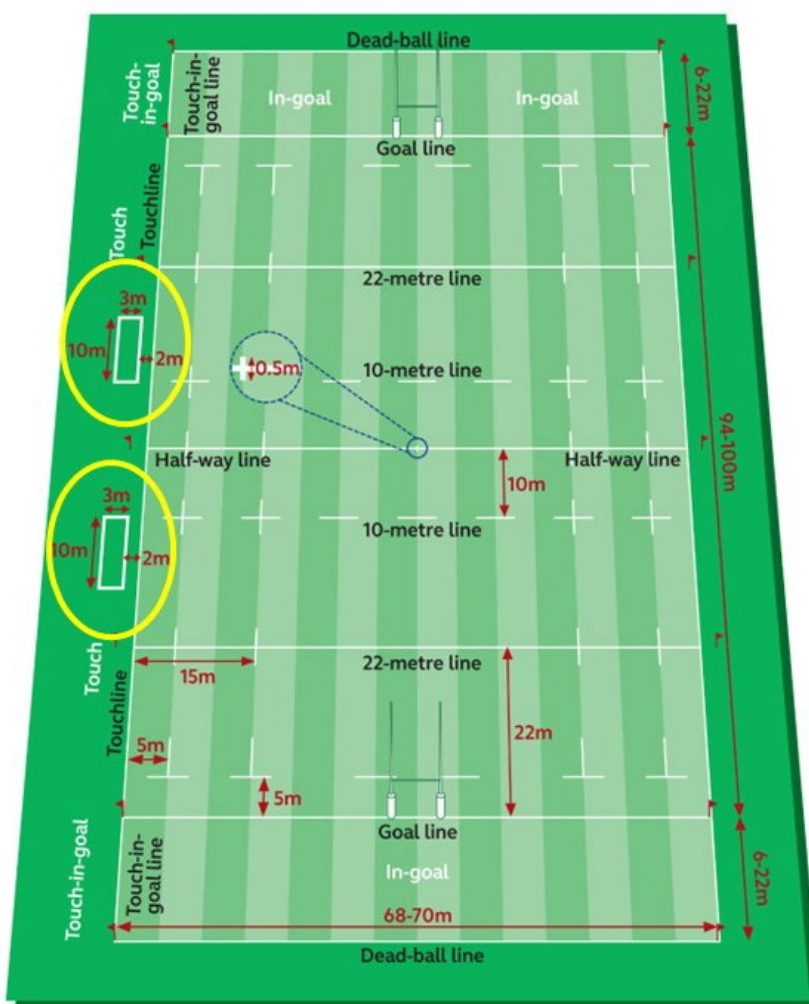 Dead-ball line
Touch-
in-goal
Touch-in-
goal line
In-goal
In-goal
6-22m
Goal line
Touchline
Touch
22-metre line
3m
10m
2m
0.5m
10-metre line
94-100m
Half-way line
Half-way line
10m
3m
10m
2m
10-metre line
Touch
22-metre line
15m
Touchline
22m
5m
5m
Goal line
Touch-in-goal
Touch-in-
goal line
In-goal
6-22m
68-70m
Dead-ball line